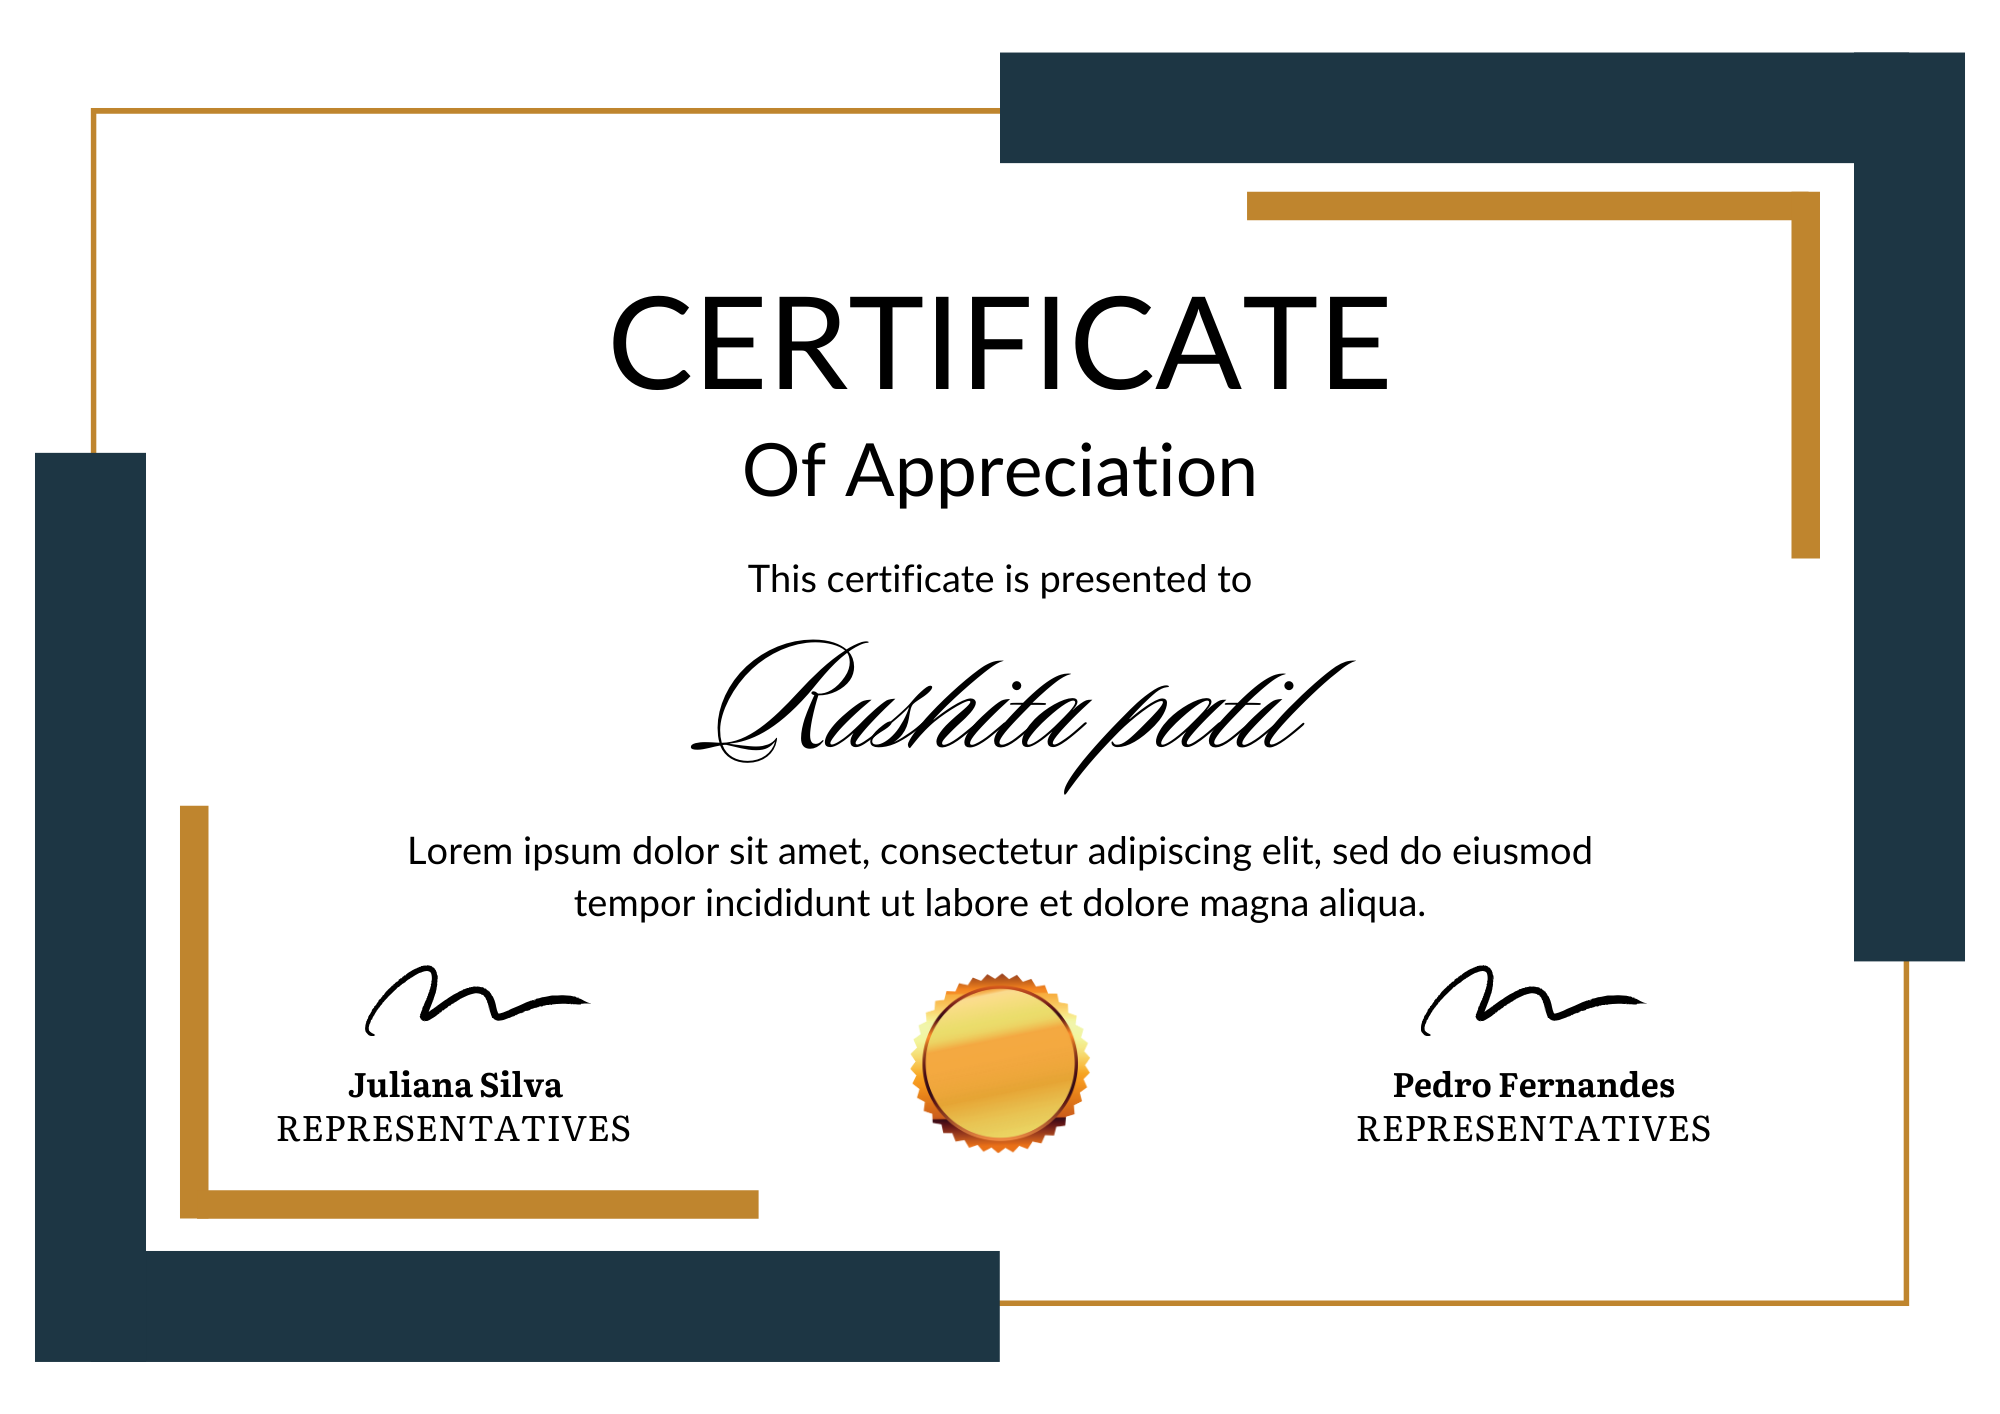 CERTIFICATE
Of Appreciation
This certificate is presented to
Rushita patil
Lorem ipsum dolor sit amet, consectetur adipiscing elit, sed do eiusmod
tempor incididunt ut labore et dolore magna aliqua.
Juliana Silva
REPRESENTATIVES
Pedro Fernandes
REPRESENTATIVES